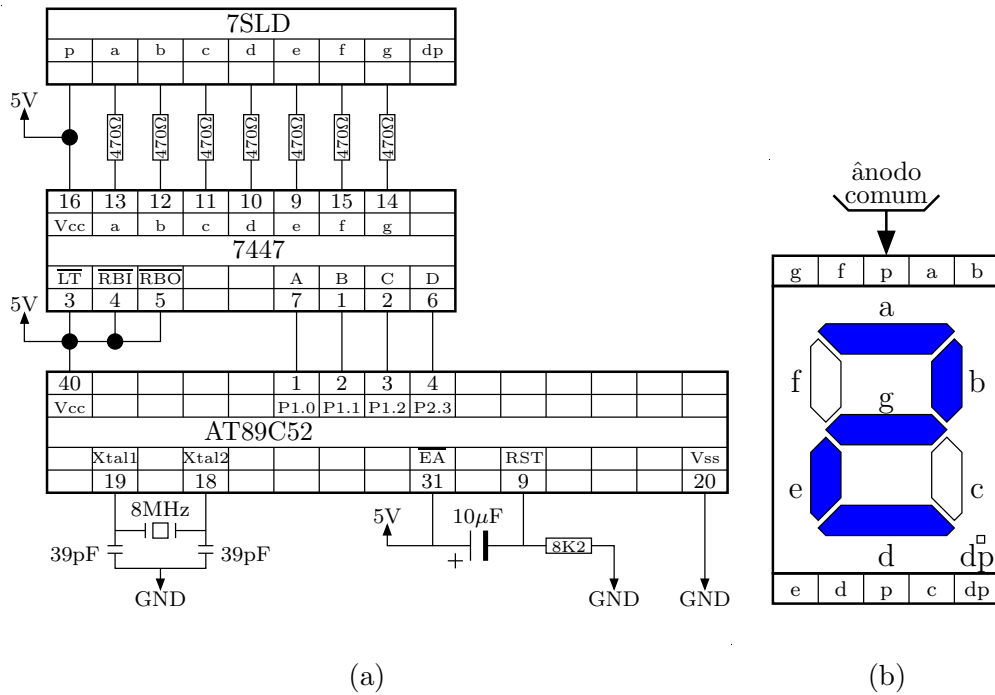 7SLD
p a b c d e f g dp
5V
470Ω 470Ω 470Ω 470Ω 470Ω 470Ω 470Ω
16 13 12 11 10 9 15 14
Vcc a b c d e f g
7447
LT RBI RBO A B C D
3 4 5 7 1 2 6
5V
40 1 2 3 4
Vcc P1.0 P1.1 P1.2 P2.3
AT89C52
Xtal1 Xtal2 EA RST Vss
19 18 31 9 20
8MHz
39pF 39pF
GND
5V
10µF
+
8K2
GND
GND
(a)
ânodo
comum
g f p a b
a
f b
g
e c
d dp
e d p c dp
(b)